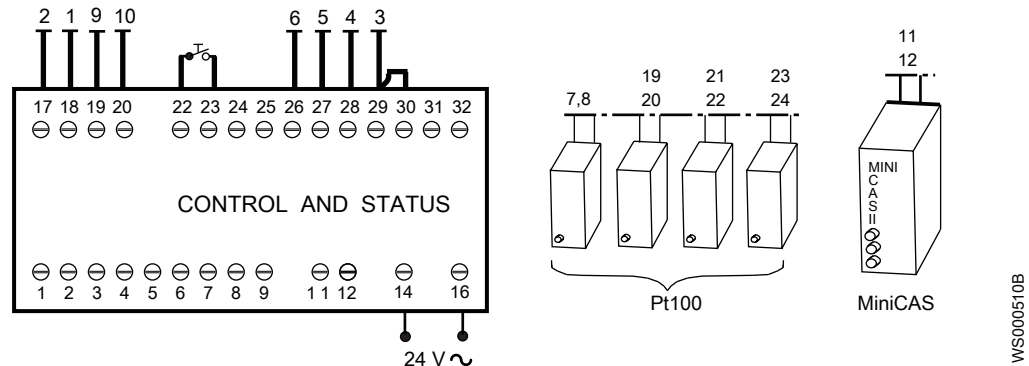 2 1 9 10 6 5 4 3
17 18 19 20 22 23 24 25 26 27 28 29 30 31 32
CONTROL AND STATUS
1 2 3 4 5 6 7 8 9 11 12 14 16
24 V ~
7,8
19
20
21
22
23
24
Pt100
11
12
MINI
C
A
S
II
MiniCAS
WS000510B